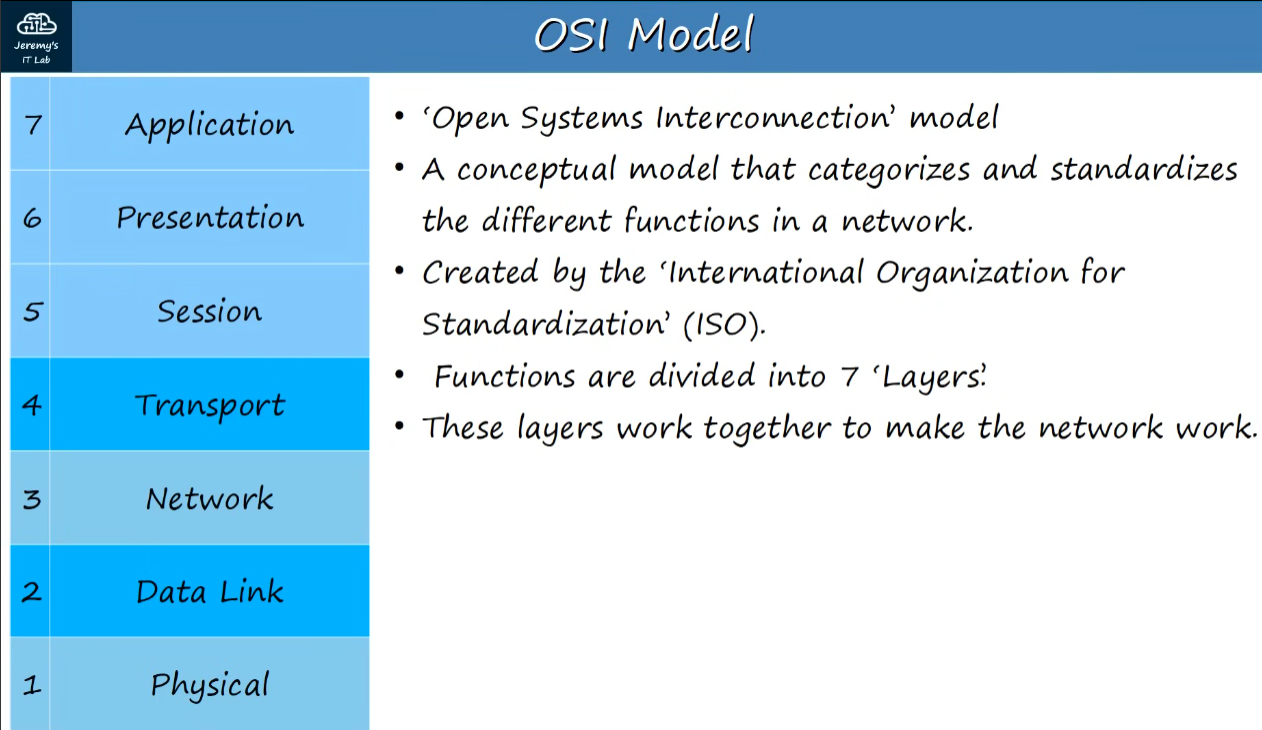 Jeremy's
IT Lab
OSI Model
7 Application
6 Presentation
5 Session
4 Transport
3 Network
2 Data Link
1 Physical
• ‘Open Systems Interconnection’ model
• A conceptual model that categorizes and standardizes
the different functions in a network.
• Created by the ‘International Organization for
Standardization’ (ISO).
• Functions are divided into 7 ‘Layers’.
• These layers work together to make the network work.